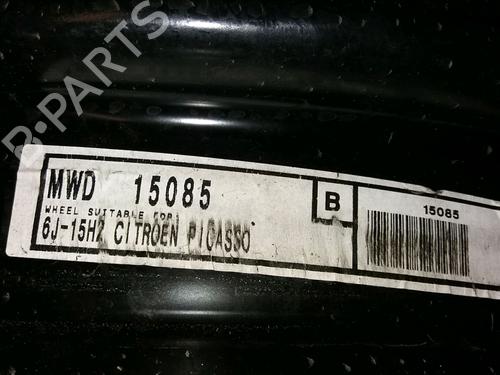 B-PARTS
MWD 15085
WHEEL SUITABLE FOR
6J-15H2 CITROEN PICASSO
B
15085